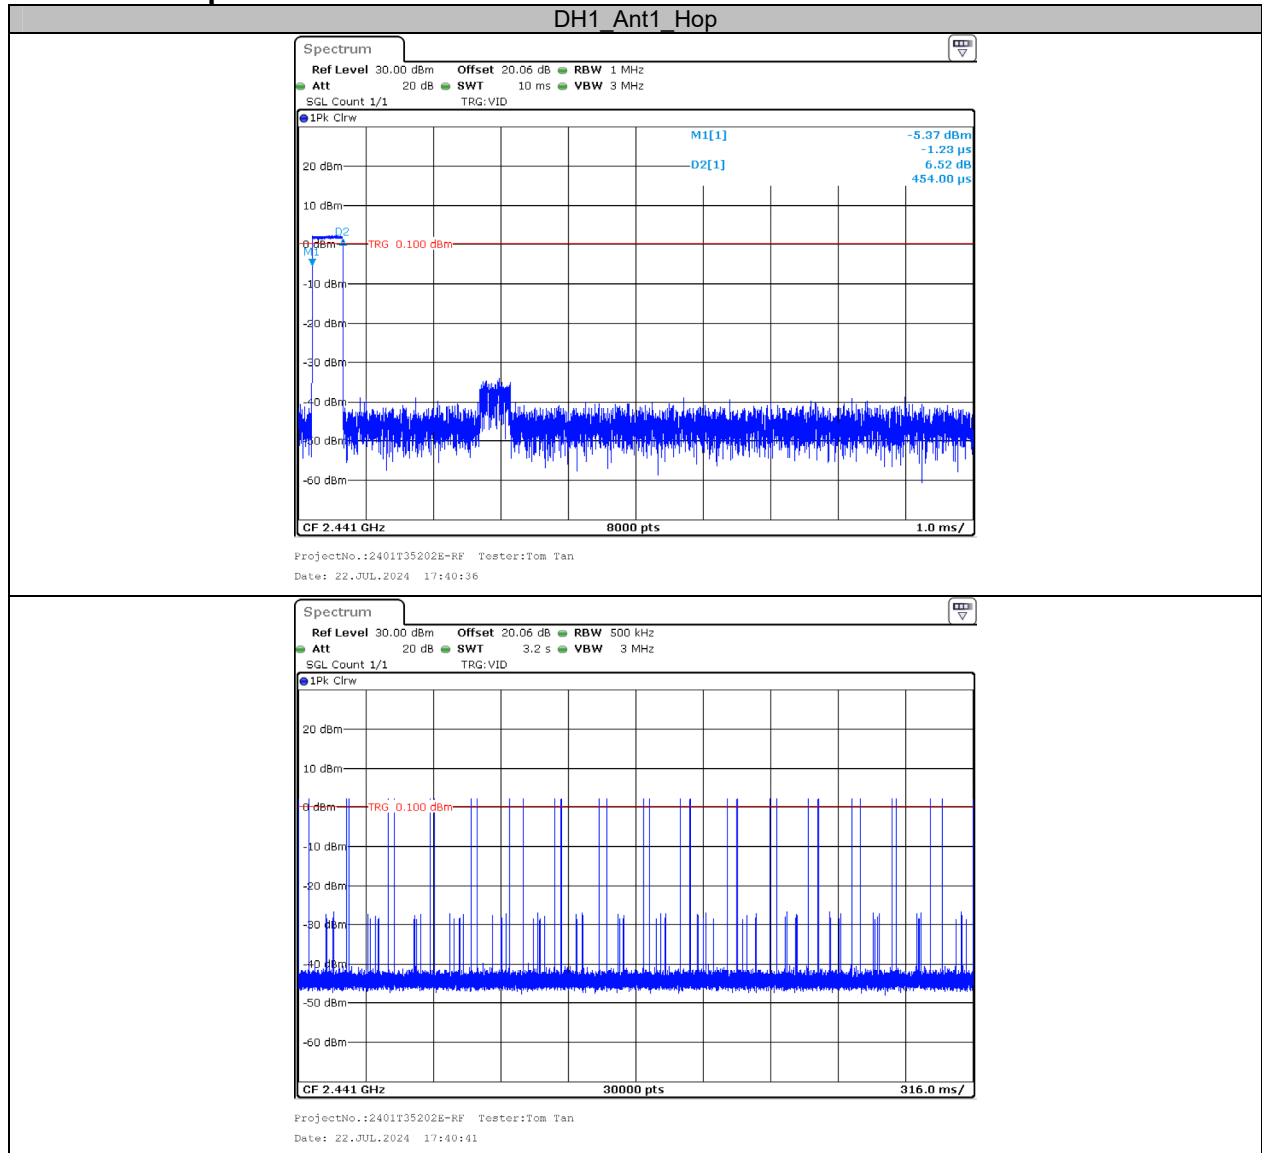 DH1_Ant1_Hop
Spectrum
Ref Level 30.00 dBm Offset 20.06 dB RBW 1 MHz
Att 20 dB SWT 10 ms VBW 3 MHz
SGL Count 1/1 TRG:VID
1Pk Clrw
M1[1] -5.37 dBm
-1.23 µs
20 dBm D2[1] 6.52 dB
454.00 µs
10 dBm
D2
0 dBm TRG 0.100 dBm
M1
-10 dBm
-20 dBm
-30 dBm
-40 dBm
-50 dBm
-60 dBm
CF 2.441 GHz 8000 pts 1.0 ms/
ProjectNo.:2401T35202E-RF Tester:Tom Tan
Date: 22.JUL.2024 17:40:36
Spectrum
Ref Level 30.00 dBm Offset 20.06 dB RBW 500 kHz
Att 20 dB SWT 3.2 s VBW 3 MHz
SGL Count 1/1 TRG:VID
1Pk Clrw
20 dBm
10 dBm
0 dBm TRG 0.100 dBm
-10 dBm
-20 dBm
-30 dBm
-40 dBm
-50 dBm
-60 dBm
CF 2.441 GHz 30000 pts 316.0 ms/
ProjectNo.:2401T35202E-RF Tester:Tom Tan
Date: 22.JUL.2024 17:40:41